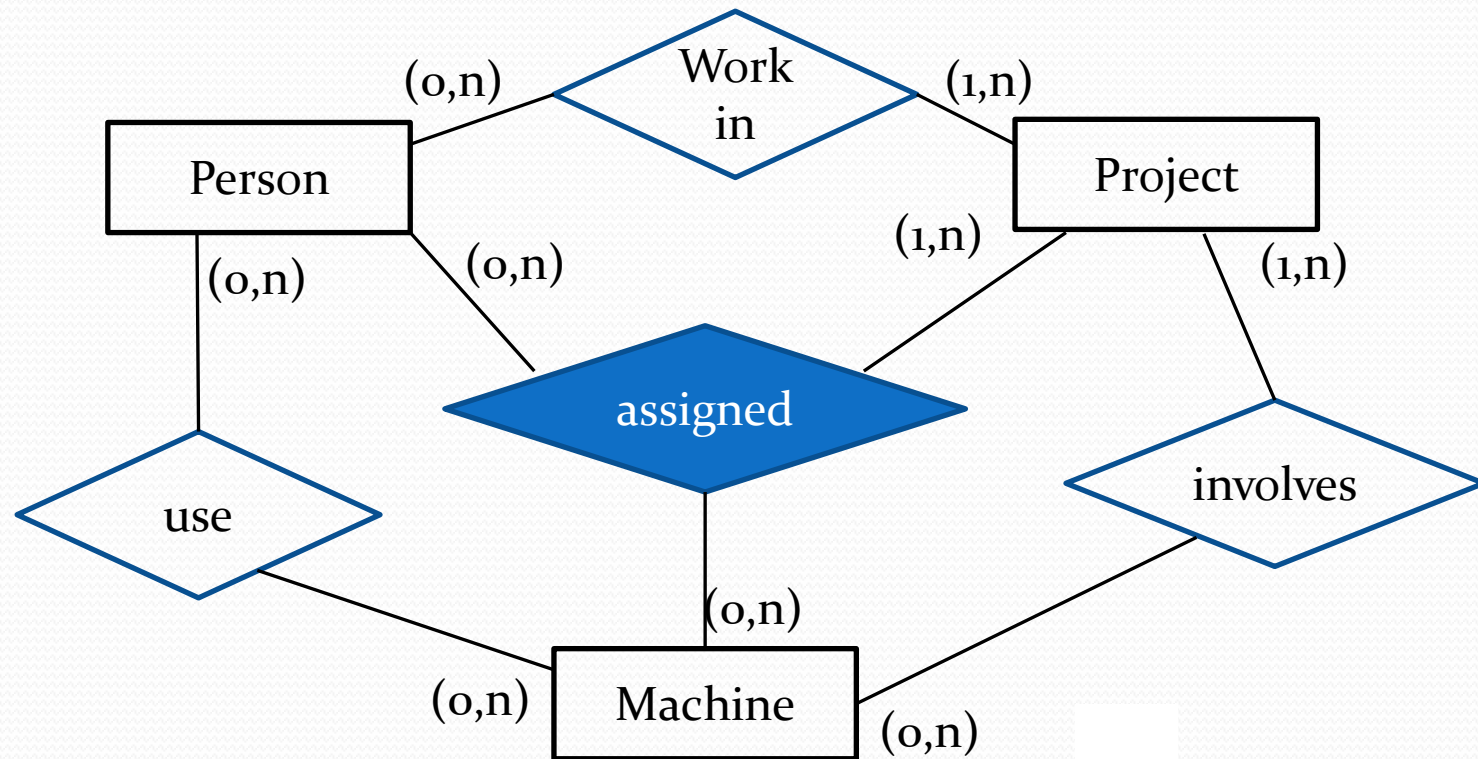 Work
in
(0,n)
(1,n)
Person
Project
(0,n)
(0,n)
(1,n)
(1,n)
assigned
use
involves
(0,n)
(0,n)
Machine
(0,n)